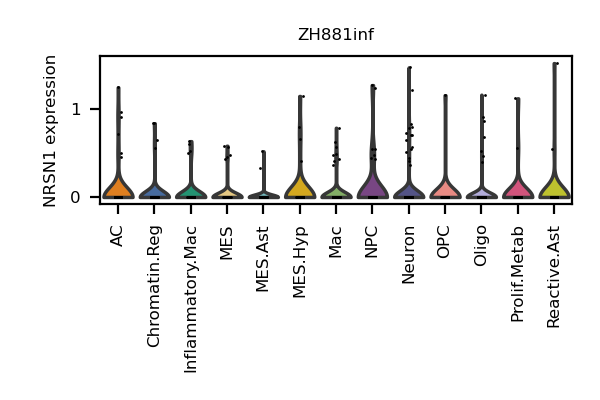 ZH881inf
NRSN1 expression
1
0
AC
Chromatin.Reg
Inflammatory.Mac
MES
MES.Ast
MES.Hyp
Mac
NPC
Neuron
OPC
Oligo
Prolif.Metab
Reactive.Ast